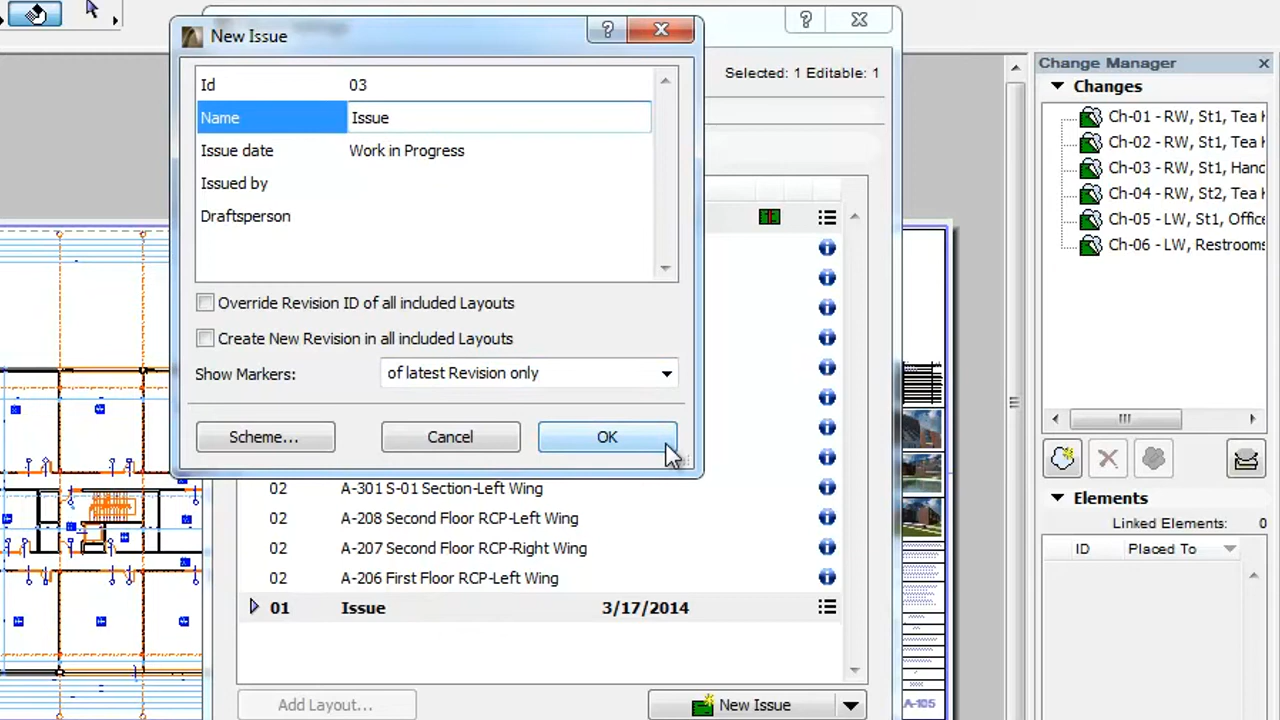 New Issue
Id 03
Name Issue
Issue date Work in Progress
Issued by
Draftsperson
Override Revision ID of all included Layouts
Create New Revision in all included Layouts
Show Markers: of latest Revision only
Scheme... Cancel OK
Selected: 1 Editable: 1
02 A-301 S-01 Section-Left Wing
02 A-208 Second Floor RCP-Left Wing
02 A-207 Second Floor RCP-Right Wing
02 A-206 First Floor RCP-Left Wing
01 Issue 3/17/2014
Add Layout... New Issue
A-105
Change Manager
Changes
Ch-01 - RW, St1, Tea
Ch-02 - RW, St1, Tea
Ch-03 - RW, St1, Hand
Ch-04 - RW, St2, Tea
Ch-05 - LW, St1, Office
Ch-06 - LW, Restrooms
Elements
Linked Elements: 0
ID Placed To